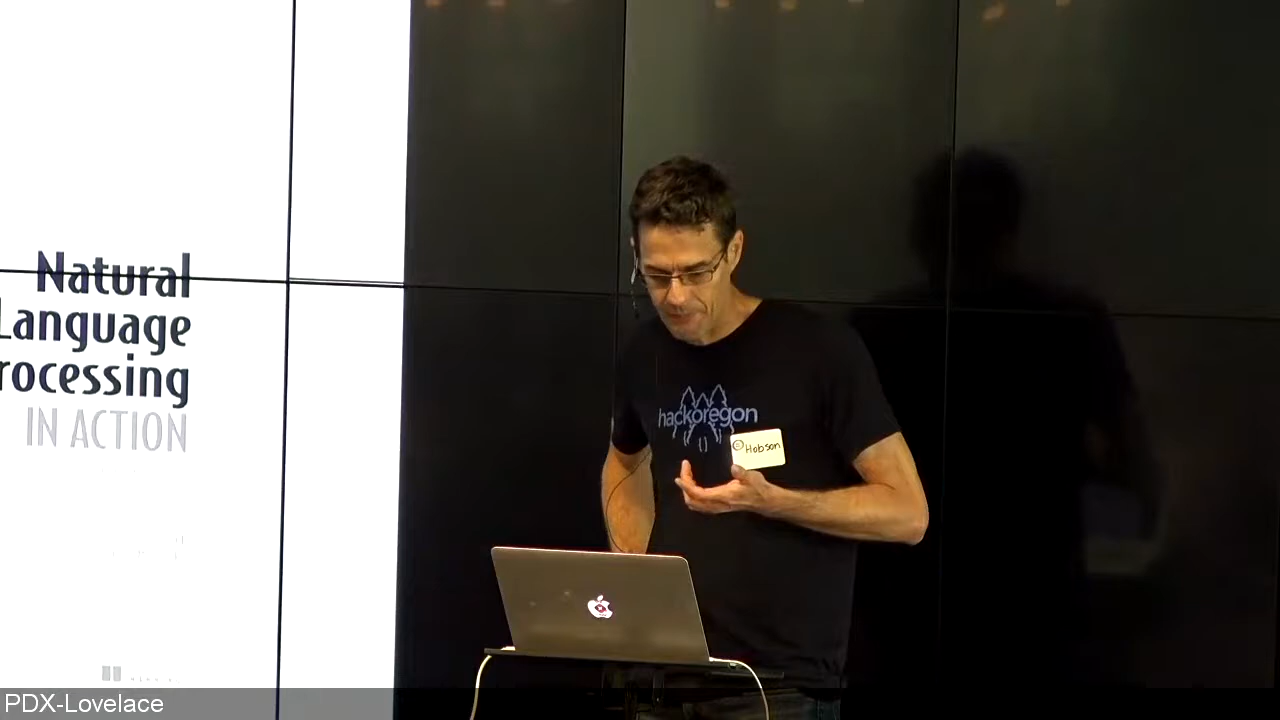 Natural
Language
rocessing
IN ACTION
hackoregon
Hobson
PDX-Lovelace